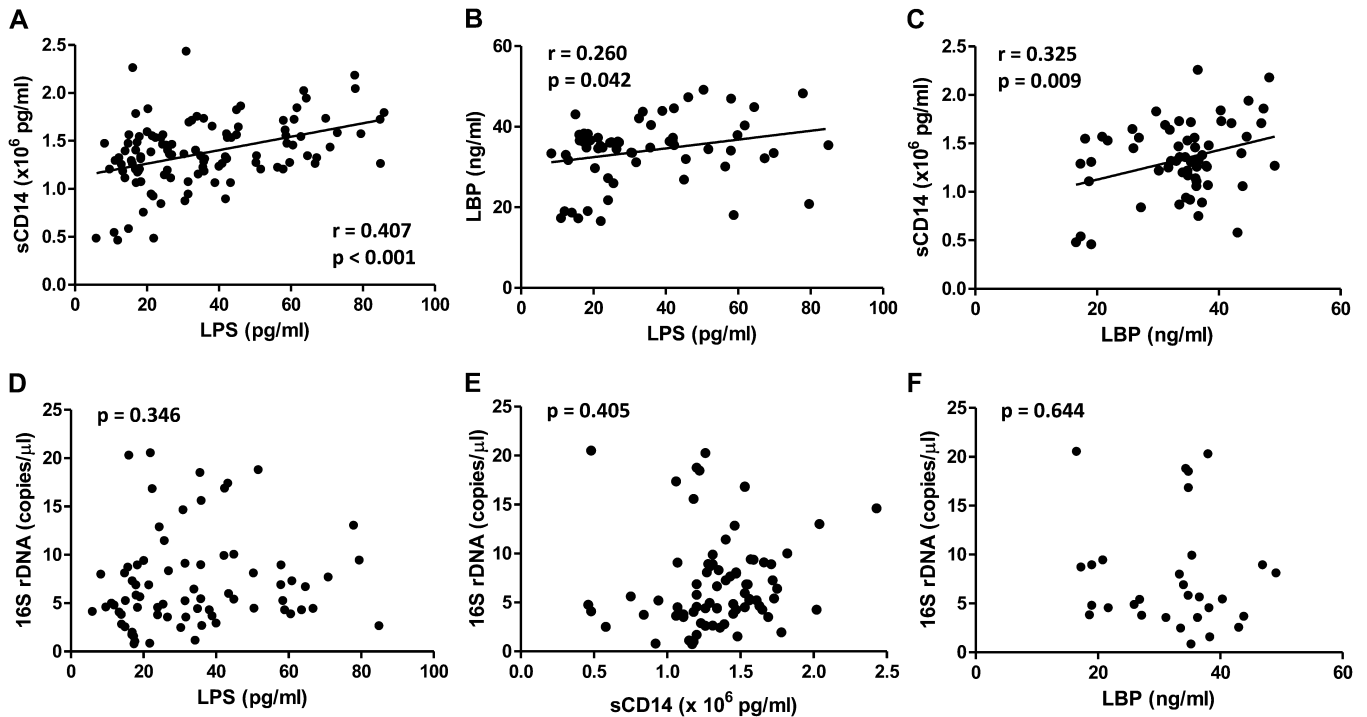 A
sCD14 (x10⁶ pg/ml)
2.5
2.0
1.5
1.0
0.5
0.0
r = 0.407
p < 0.001
0 20 40 60 80 100
LPS (pg/ml)
B
LBP (ng/ml)
60
40
20
0
r = 0.260
p = 0.042
0 20 40 60 80 100
LPS (pg/ml)
C
sCD14 (x10⁶ pg/ml)
2.5
2.0
1.5
1.0
0.5
0.0
r = 0.325
p = 0.009
0 20 40 60
LBP (ng/ml)
D
16S rDNA (copies/μl)
25
20
15
10
5
0
p = 0.346
0 20 40 60 80 100
LPS (pg/ml)
E
16S rDNA (copies/μl)
25
20
15
10
5
0
p = 0.405
0.0 0.5 1.0 1.5 2.0 2.5
sCD14 (x 10⁶ pg/ml)
F
16S rDNA (copies/μl)
25
20
15
10
5
0
p = 0.644
0 20 40 60
LBP (ng/ml)